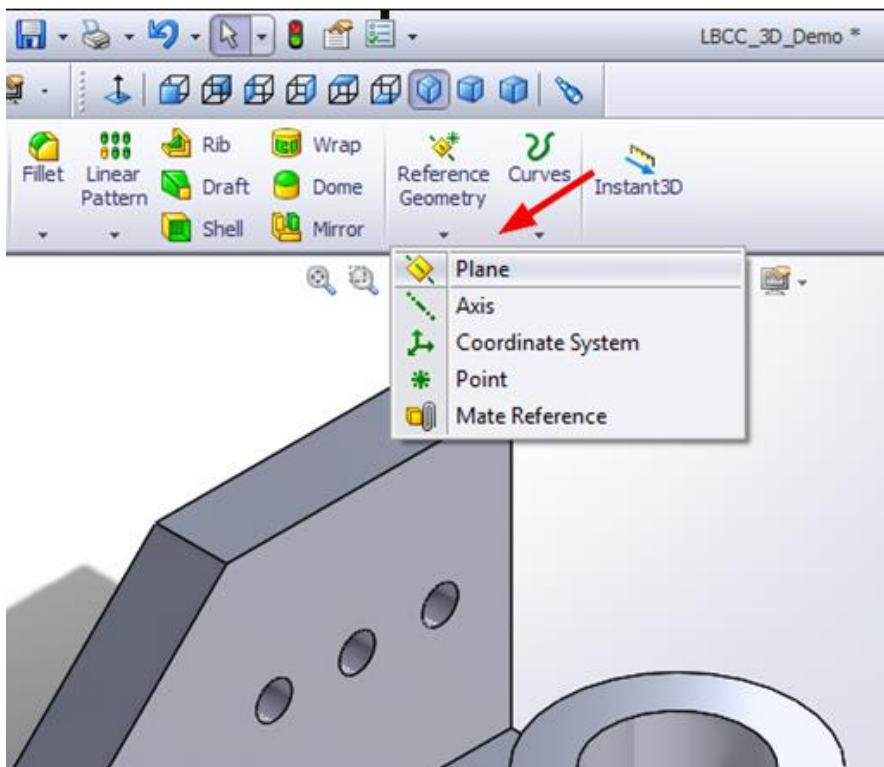 LBCC_3D_Demo *
Fillet
Linear
Pattern
Rib
Draft
Shell
Wrap
Dome
Mirror
Reference
Geometry
Curves
Instant3D
Plane
Axis
Coordinate System
Point
Mate Reference